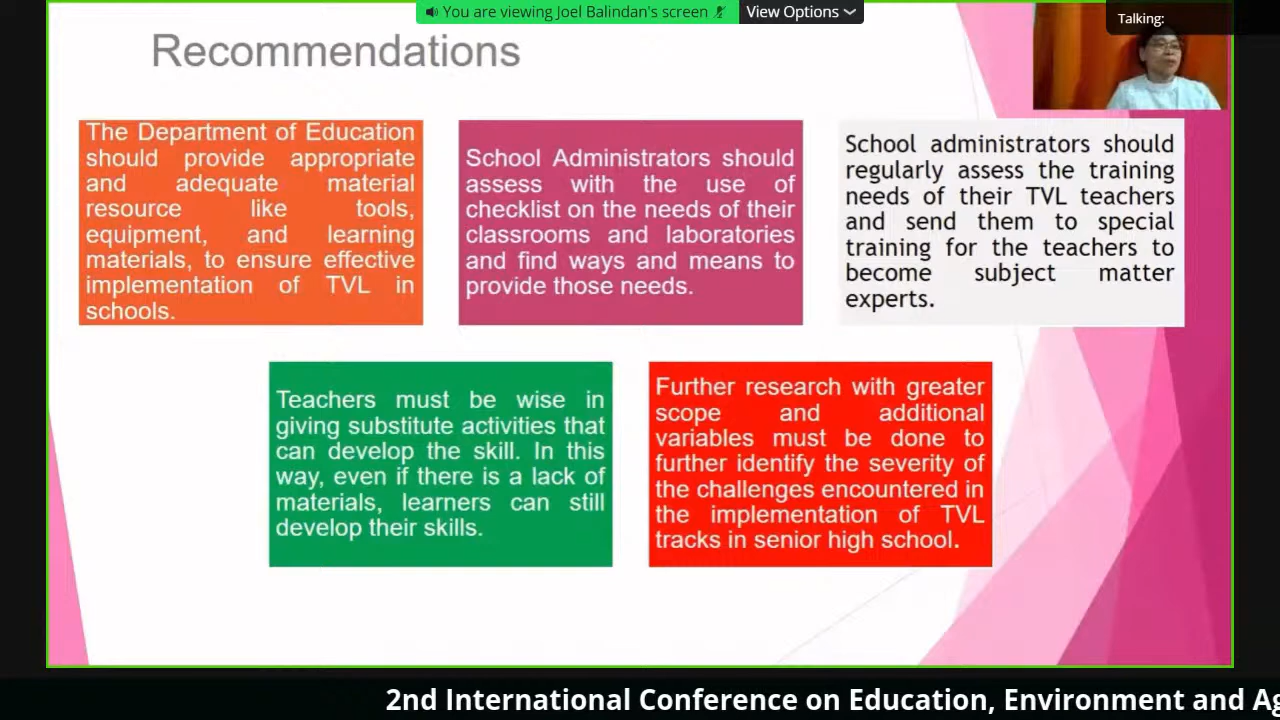 You are viewing Joel Balindan's screen
View Options
Talking:
Recommendations
The Department of Education
should provide appropriate
and adequate material
resource like tools,
equipment, and learning
materials, to ensure effective
implementation of TVL in
schools.
School Administrators should
assess with the use of
checklist on the needs of their
classrooms and laboratories
and find ways and means to
provide those needs.
School administrators should
regularly assess the training
needs of their TVL teachers
and send them to special
training for the teachers to
become subject matter
experts.
Teachers must be wise in
giving substitute activities that
can develop the skill. In this
way, even if there is a lack of
materials, learners can still
develop their skills.
Further research with greater
scope and additional
variables must be done to
further identify the severity of
the challenges encountered in
the implementation of TVL
tracks in senior high school.
2nd International Conference on Education, Environment and Ag